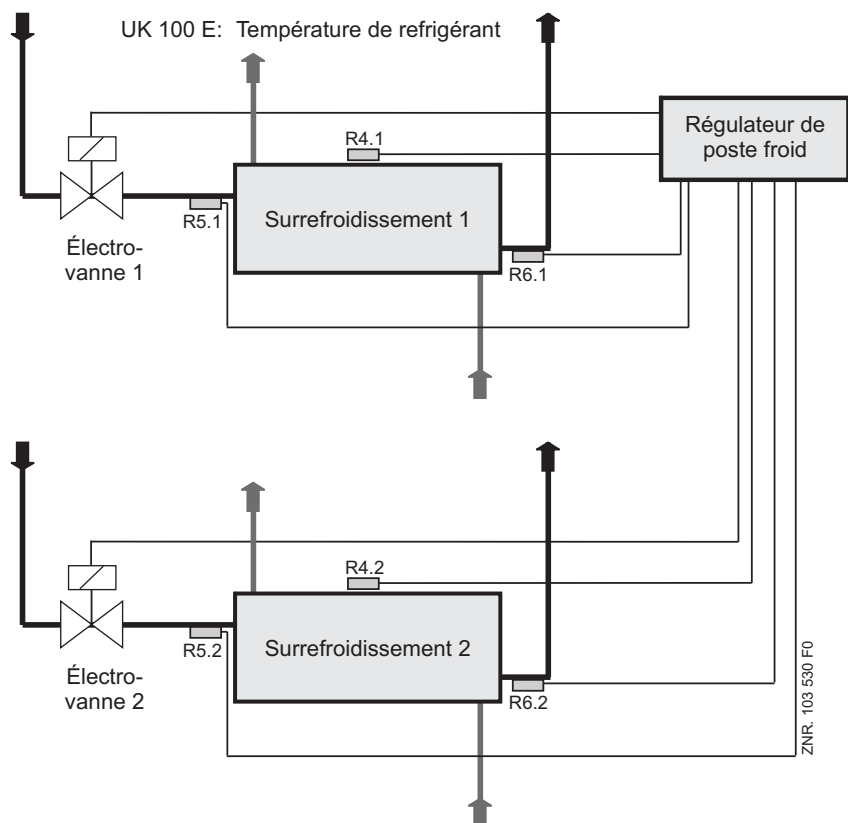 UK 100 E: Température de refrigérant
R4.1
Régulateur de
poste froid
Surrefroidissement 1
R5.1
R6.1
Électro-
vanne 1
R4.2
Surrefroidissement 2
R5.2
R6.2
Électro-
vanne 2
ZNR. 103 530 F0